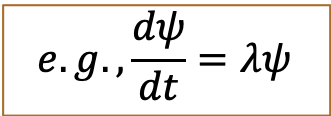 e.g., dψ/dt = λψ